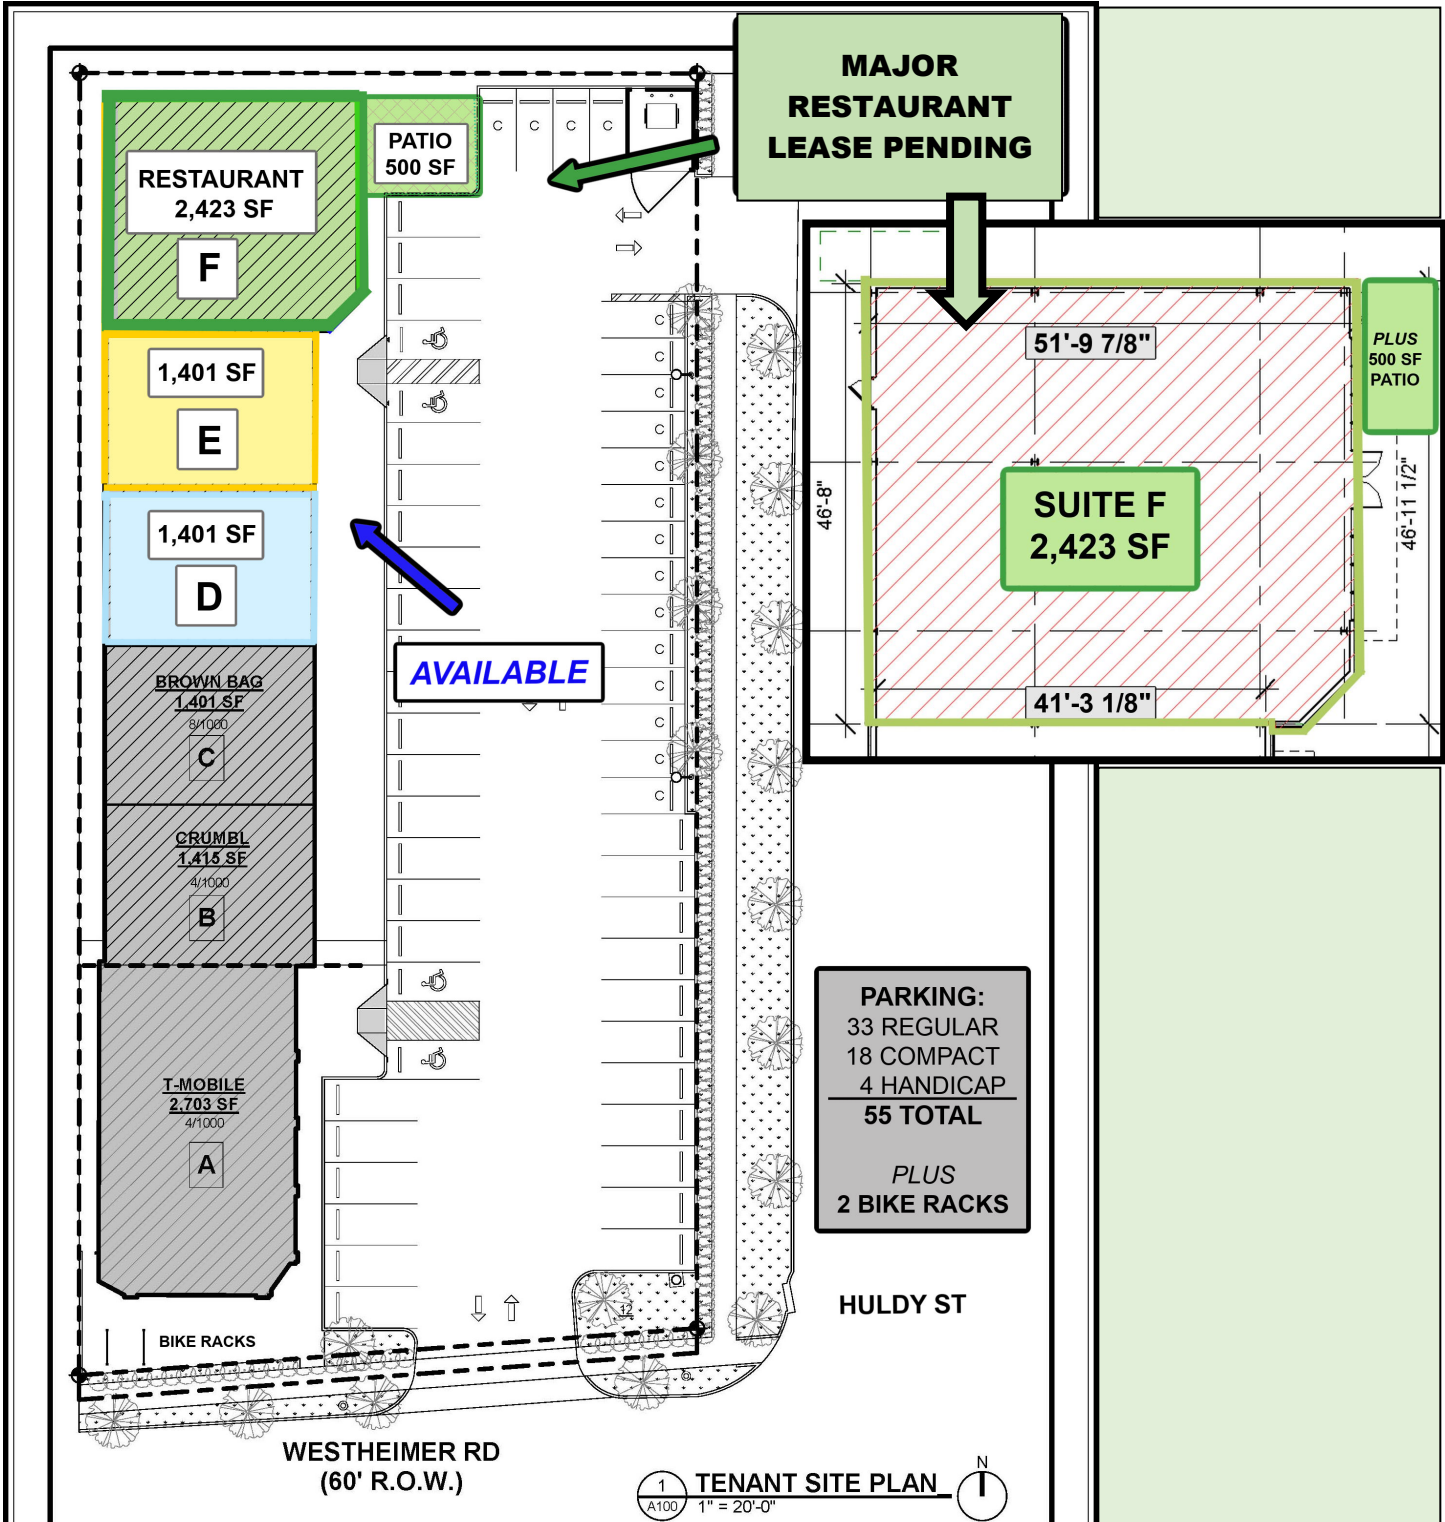 MAJOR
RESTAURANT
LEASE PENDING
PATIO
500 SF
C C C C
RESTAURANT
2,423 SF
F
1,401 SF
E
1,401 SF
D
AVAILABLE
BROWN BAG
1,401 SF
8/1000
C
CRUMBL
1,415 SF
4/1000
B
T-MOBILE
2,703 SF
4/1000
A
C
C
C
C
C
C
C
C
C
C
C
C
C
C
51'-9 7/8"
PLUS
500 SF
PATIO
46'-8"
SUITE F
2,423 SF
46'-11 1/2"
41'-3 1/8"
PARKING:
33 REGULAR
18 COMPACT
4 HANDICAP
55 TOTAL
PLUS
2 BIKE RACKS
HULDY ST
12
BIKE RACKS
WESTHEIMER RD
(60' R.O.W.)
1
A100
TENANT SITE PLAN
1" = 20'-0"
N